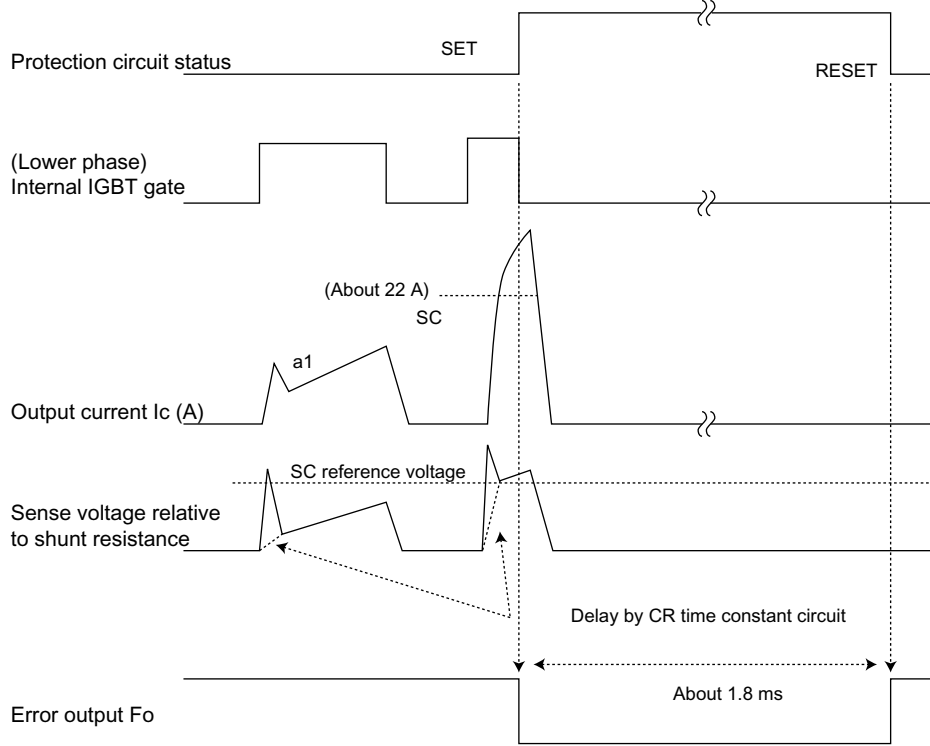 SET
Protection circuit status
RESET
(Lower phase)
Internal IGBT gate
(About 22 A)
SC
a1
Output current Ic (A)
SC reference voltage
Sense voltage relative
to shunt resistance
Delay by CR time constant circuit
About 1.8 ms
Error output Fo